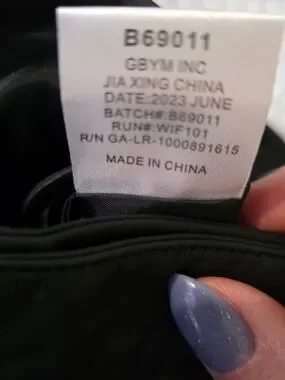 B69011
GBYM INC
JIA XING CHINA
DATE:2023 JUNE
BATCH#:B69011
RUN#:WIF101
R/N GA-LR-1000891615
MADE IN CHINA